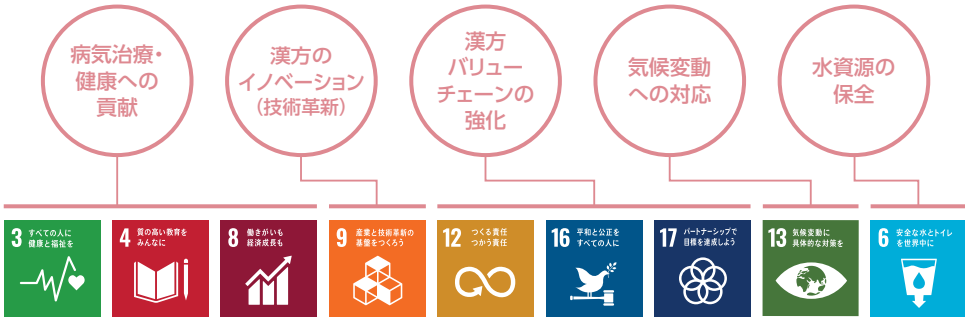 病気治療・
健康への
貢献
漢方の
イノベーション
（技術革新）
漢方
バリュー
チェーンの
強化
気候変動
への対応
水資源の
保全
3 すべての人に
健康と福祉を
4 質の高い教育を
みんなに
8 働きがいも
経済成長も
9 産業と技術革新の
基盤をつくろう
12 つくる責任
つかう責任
16 平和と公正を
すべての人に
17 パートナーシップで
目標を達成しよう
13 気候変動に
具体的な対策を
6 安全な水とトイレ
を世界中に